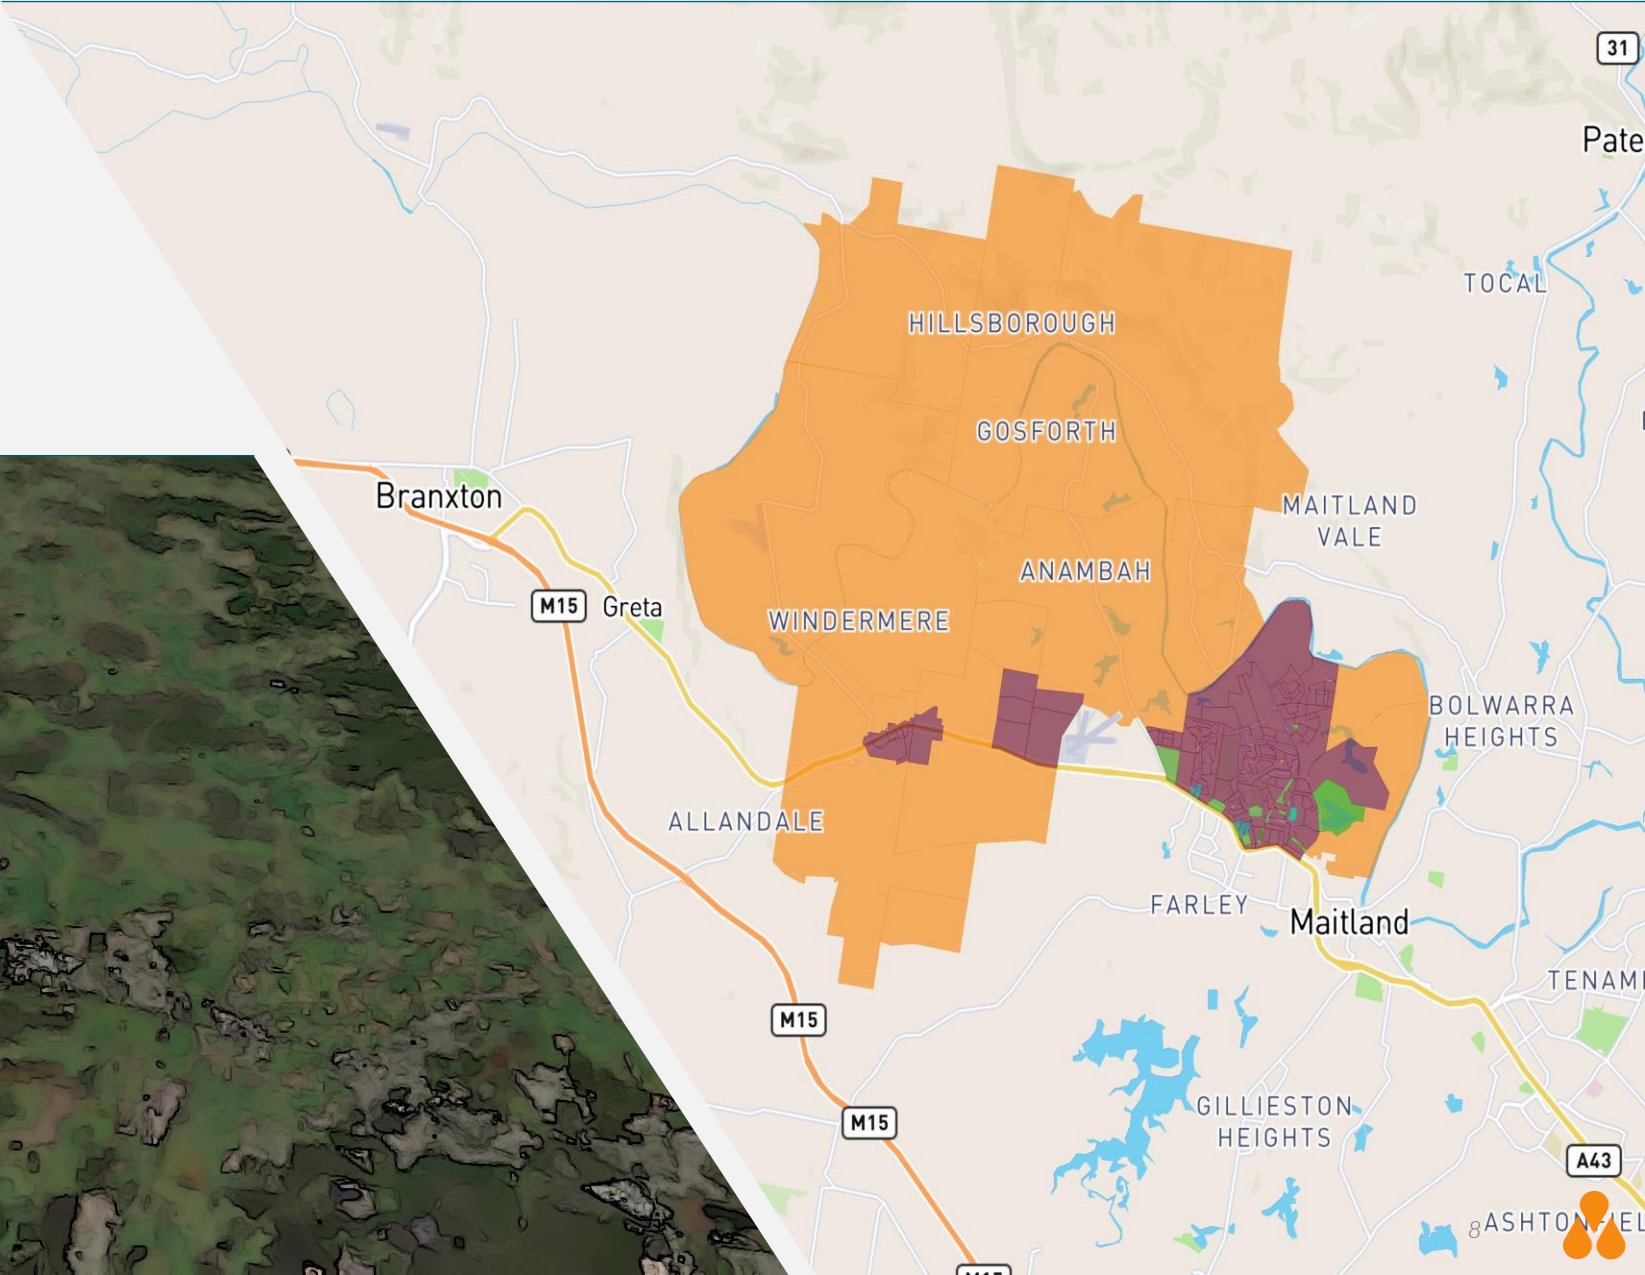 31
Pate
TOCAL
HILLSBOROUGH
GOSFORTH
Branxton
MAITLAND
VALE
ANAMBAH
M15
Greta
WINDERMERE
BOLWARRA
HEIGHTS
ALLANDALE
FARLEY
Maitland
TENAM
M15
GILLIESTON
HEIGHTS
M15
A43
8
ASHTON